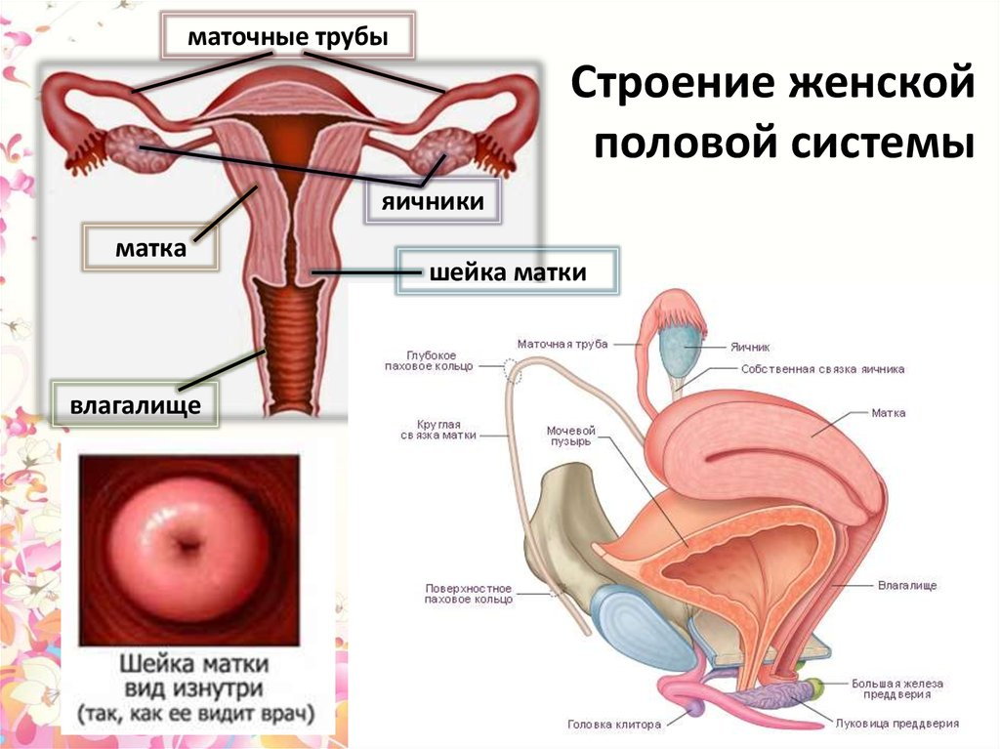 маточные трубы
Строение женской
половой системы
яичники
матка
шейка матки
влагалище
Маточная труба
Яичник
Глубокое
паховое кольцо
Собственная связка яичника
Матка
Круглая
связка матки
Мочевой
пузырь
Поверхностное
паховое кольцо
Влагалище
Большая железа
преддверия
Головка клитора
Луковица преддверия
Шейка матки
вид изнутри
(так, как ее видит врач)